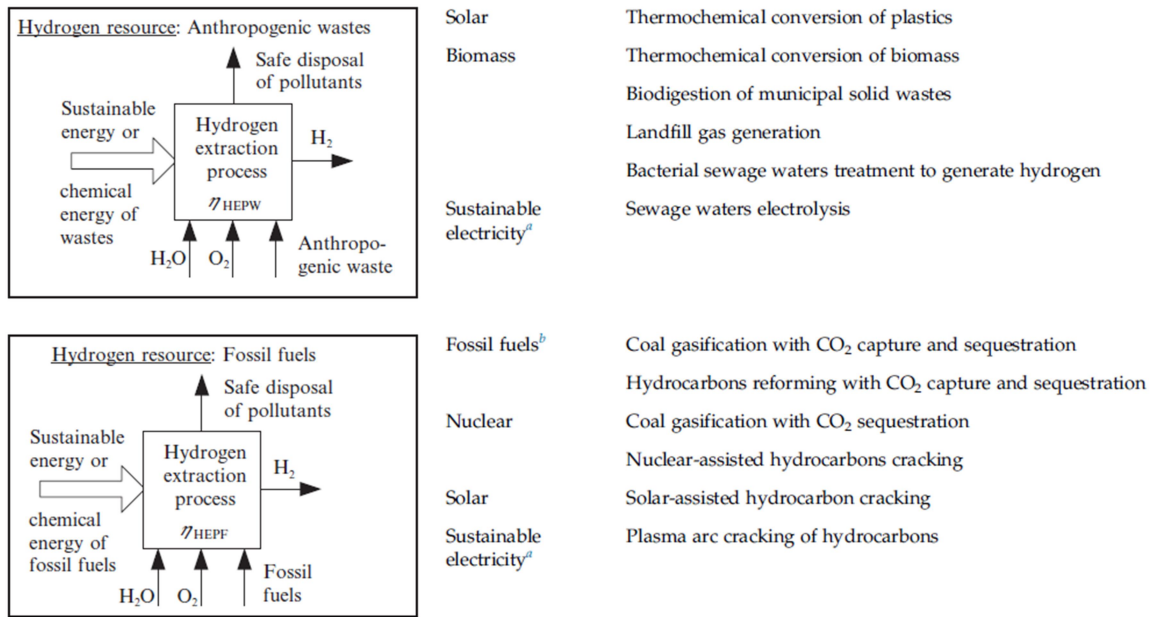 Hydrogen resource: Anthropogenic wastes
Safe disposal
of pollutants
Sustainable
energy or
chemical
energy of
wastes
Hydrogen
extraction
process
ηHEPW
H2
H2O
O2
Anthropo-
genic waste
Solar
Thermochemical conversion of plastics
Biomass
Thermochemical conversion of biomass
Biodigestion of municipal solid wastes
Landfill gas generation
Bacterial sewage waters treatment to generate hydrogen
Sustainable
electricitya
Sewage waters electrolysis
Hydrogen resource: Fossil fuels
Safe disposal
of pollutants
Sustainable
energy or
chemical
energy of
fossil fuels
Hydrogen
extraction
process
ηHEPF
H2
H2O
O2
Fossil
fuels
Fossil fuelsb
Coal gasification with CO2 capture and sequestration
Hydrocarbons reforming with CO2 capture and sequestration
Nuclear
Coal gasification with CO2 sequestration
Nuclear-assisted hydrocarbons cracking
Solar
Solar-assisted hydrocarbon cracking
Sustainable
electricitya
Plasma arc cracking of hydrocarbons